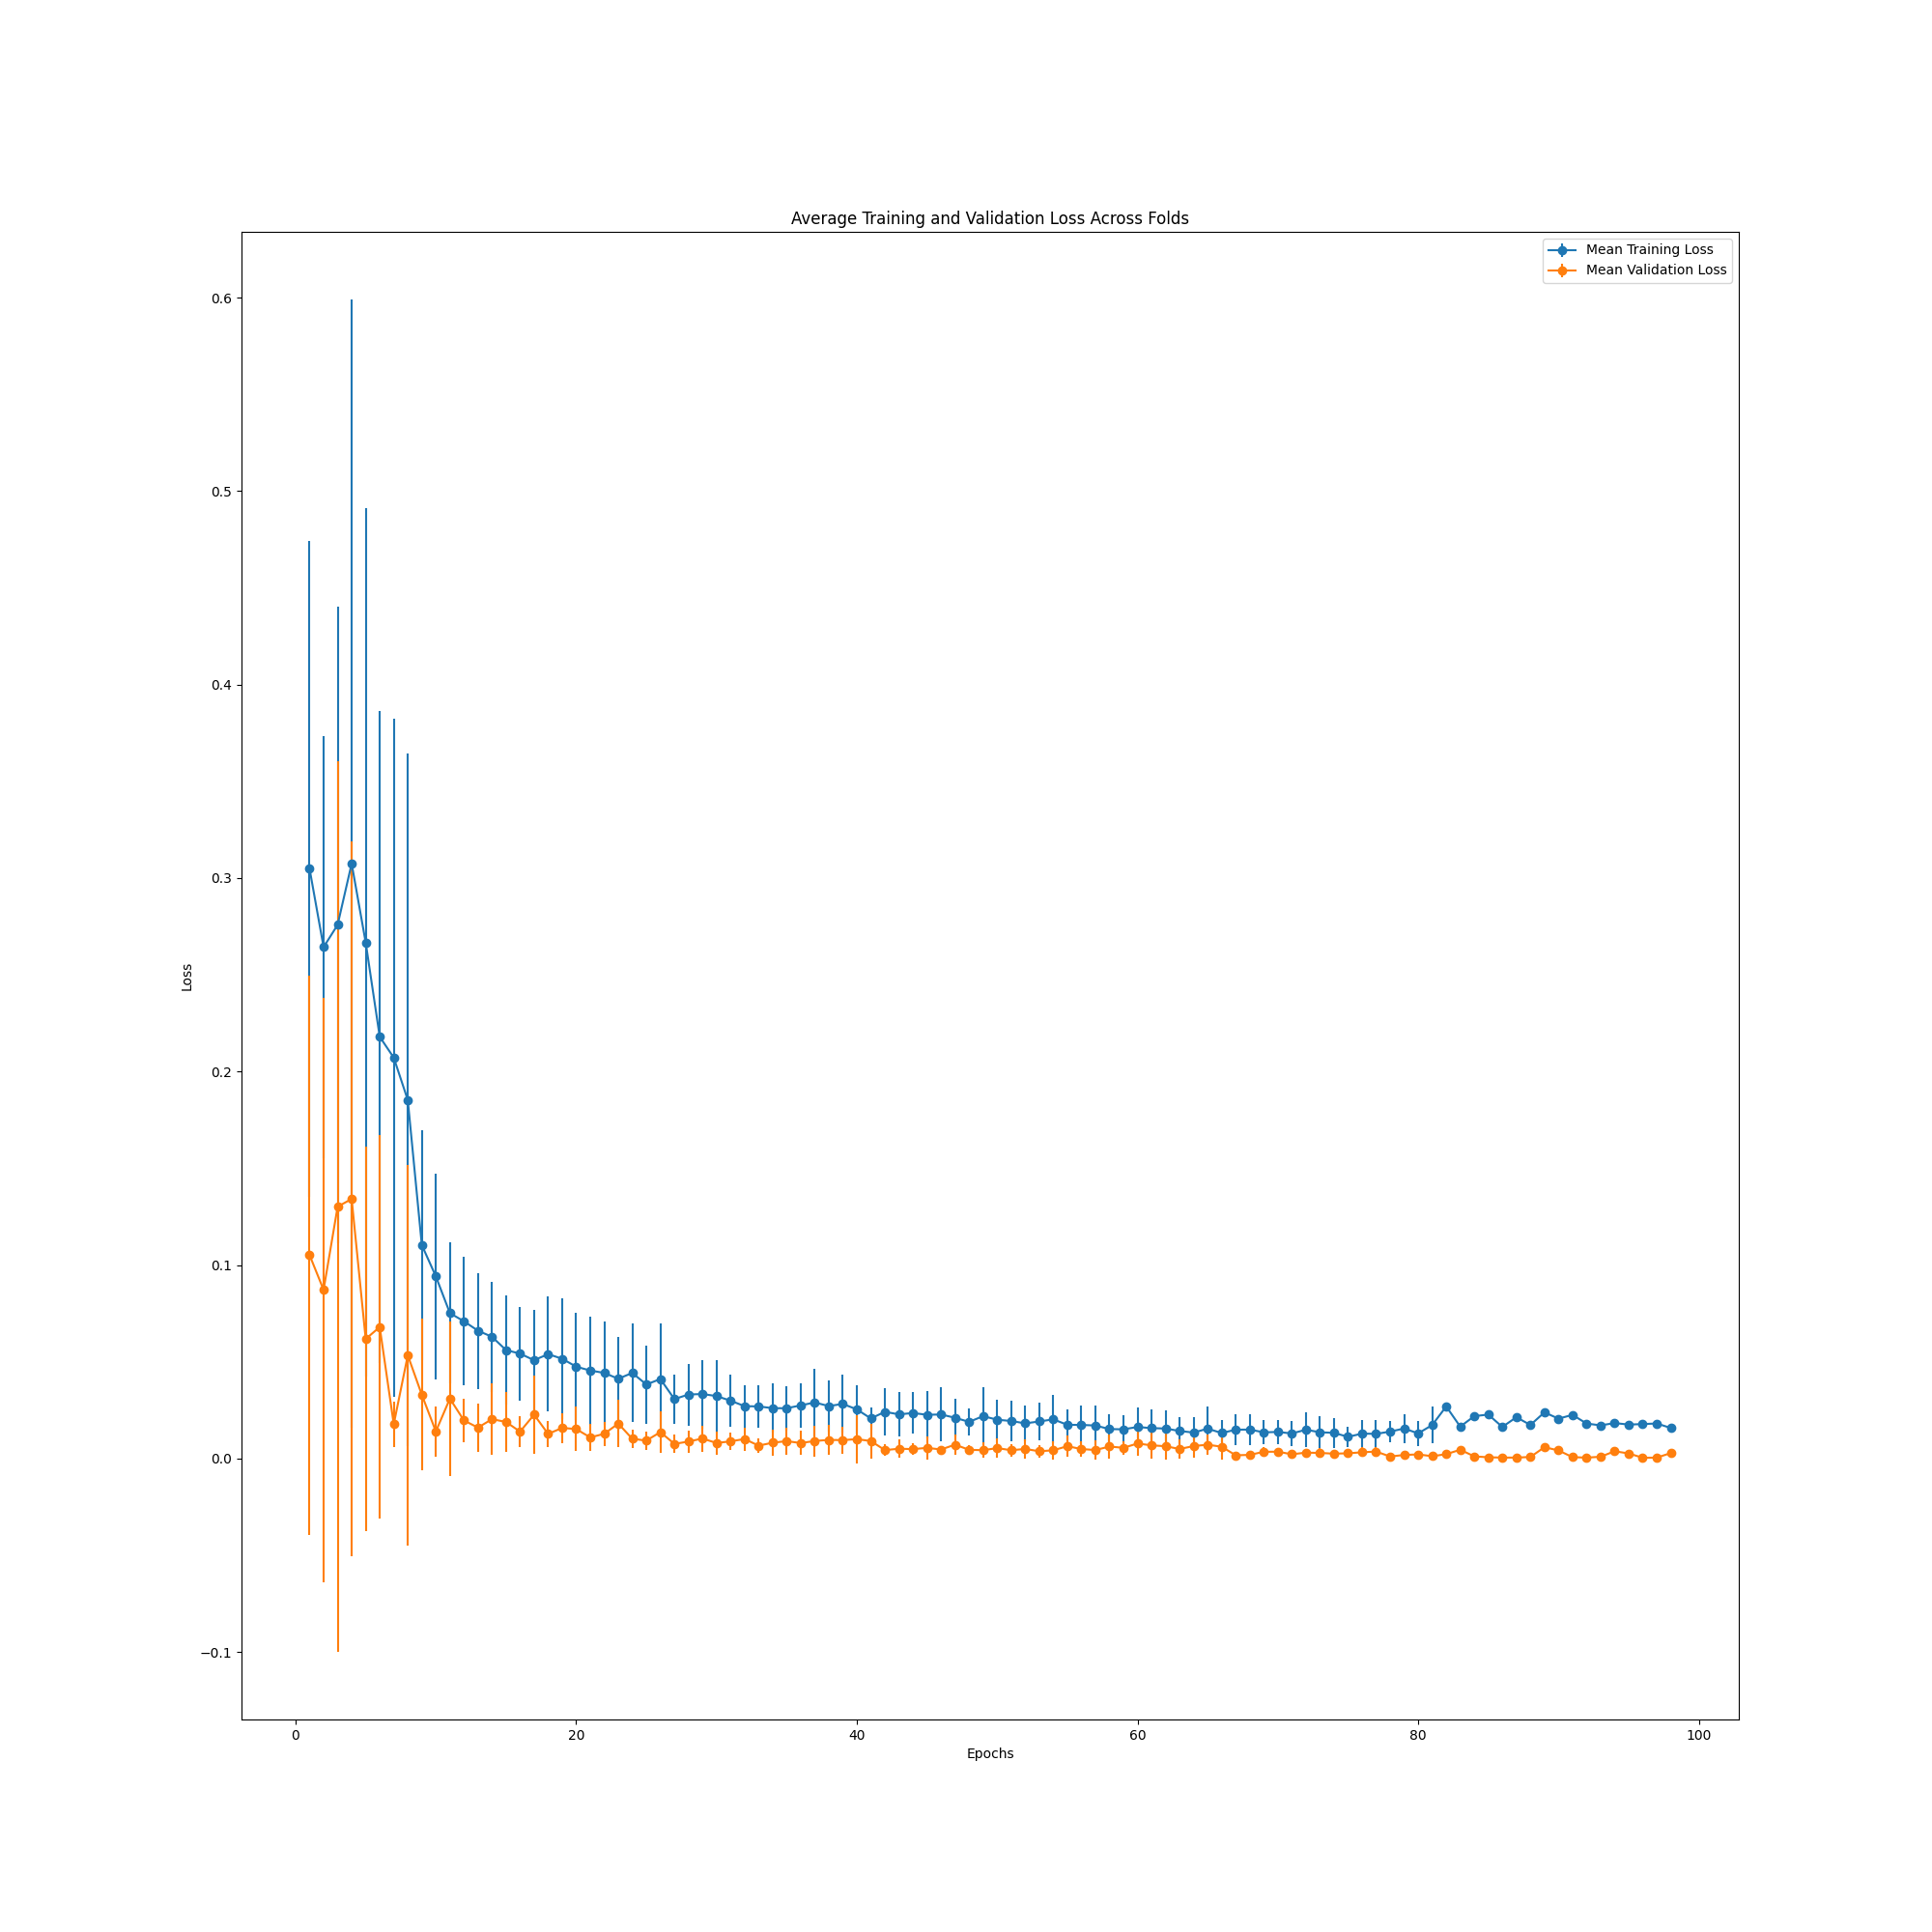 Average Training and Validation Loss Across Folds
Mean Training Loss
Mean Validation Loss
0.6
0.5
0.4
0.3
0.2
0.1
0.0
−0.1
Loss
0
20
40
60
80
100
Epochs